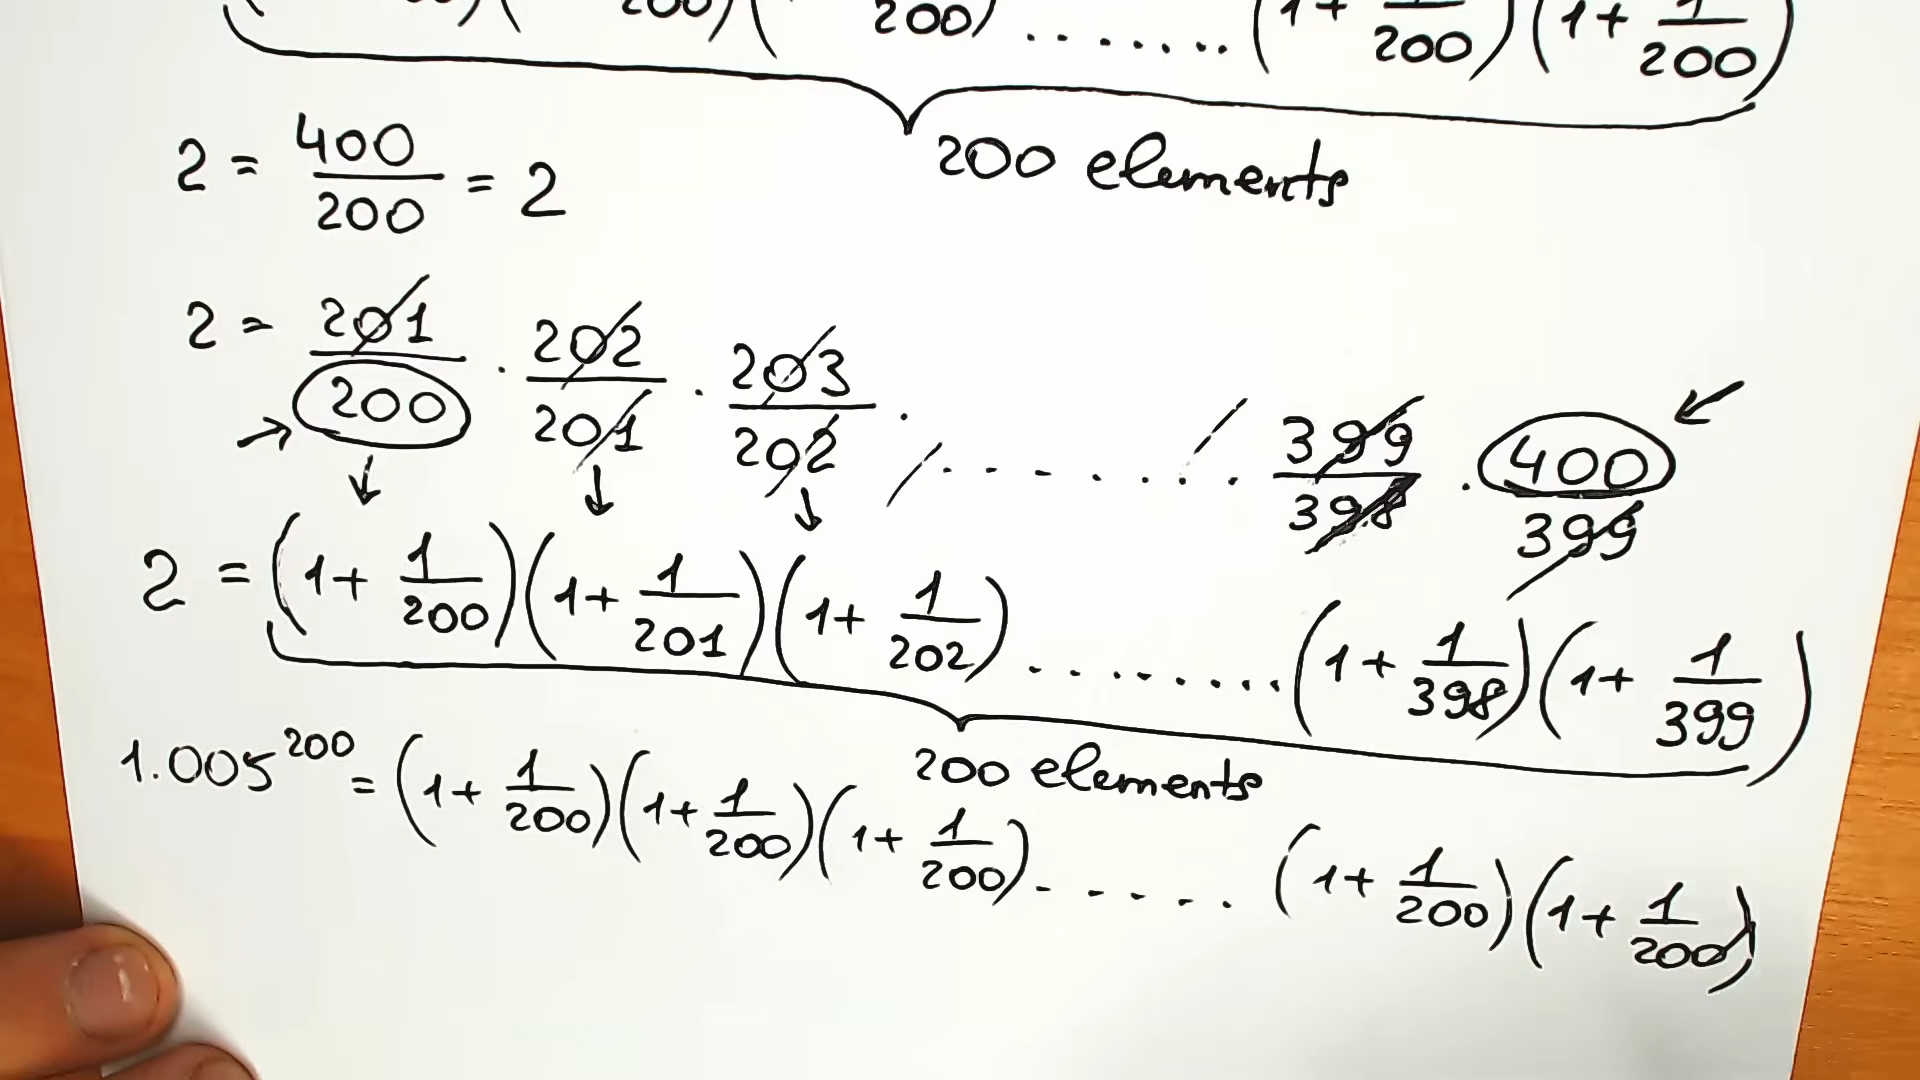 200) ( 200) ....... (1+ 1/200)(1+ 1/200)
200 elements
2 = 400/200 = 2
2 = 201/200 · 202/201 · 203/202 · ....... 399/398 · 400/399
2 = (1+ 1/200)(1+ 1/201)(1+ 1/202) ........ (1+ 1/398)(1+ 1/399)
200 elements
1.005^200 = (1+ 1/200)(1+ 1/200)(1+ 1/200) ..... (1+ 1/200)(1+ 1/200)